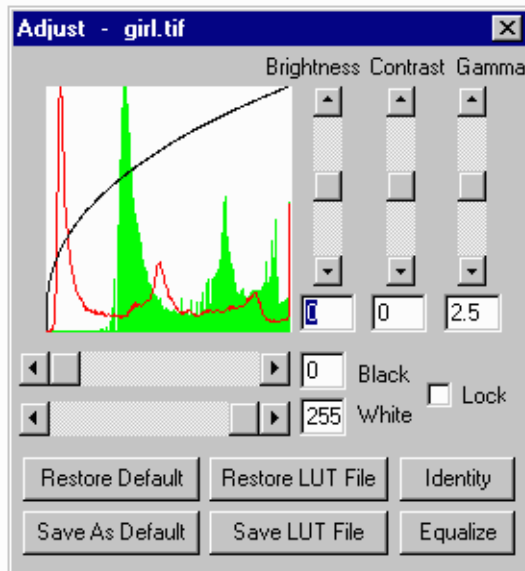 Adjust - girl.tif
Brightness Contrast Gamma
0 0 2.5
0 Black
255 White
Lock
Restore Default Restore LUT File Identity
Save As Default Save LUT File Equalize